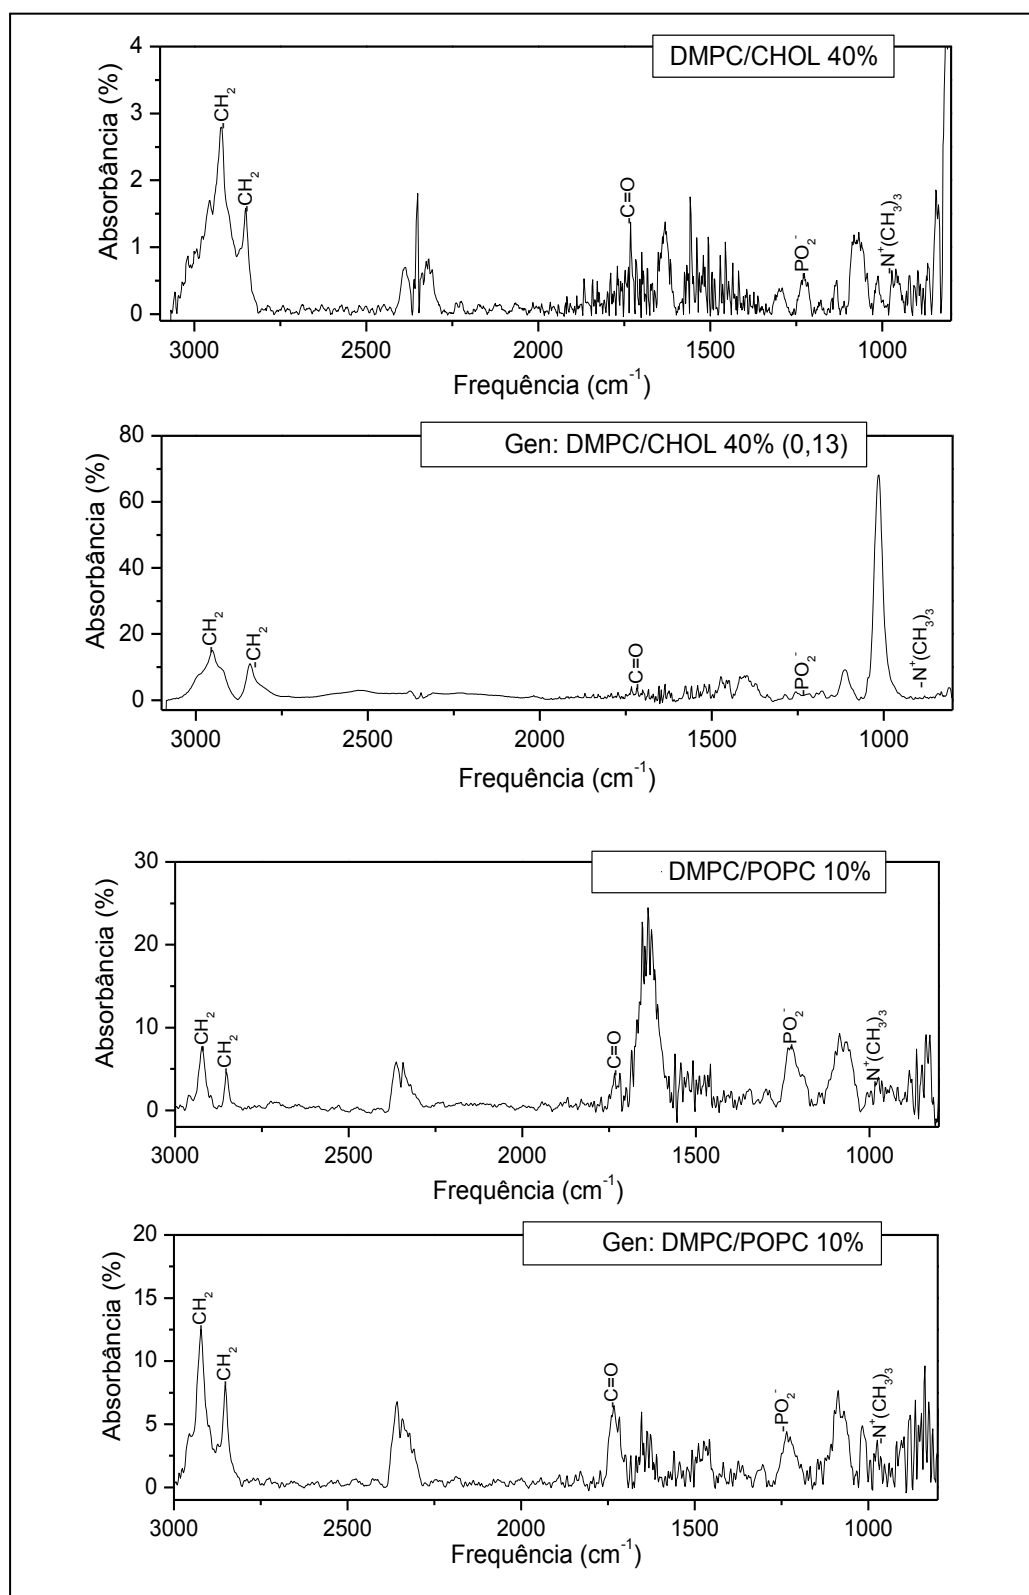 DMPC/CHOL 40%
Absorbância (%)
4
3
2
1
0
CH₂
CH₂
C=O
PO₂⁻
N⁺(CH₃)₃
3000 2500 2000 1500 1000
Frequência (cm⁻¹)
Gen: DMPC/CHOL 40% (0,13)
Absorbância (%)
80
60
40
20
0
CH₂
-CH₂
C=O
-PO₂⁻
-N⁺(CH₃)₃
3000 2500 2000 1500 1000
Frequência (cm⁻¹)
DMPC/POPC 10%
Absorbância (%)
30
20
10
0
CH₂
CH₂
C=O
PO₂⁻
-N⁺(CH₃)₃
3000 2500 2000 1500 1000
Frequência (cm⁻¹)
Gen: DMPC/POPC 10%
Absorbância (%)
20
15
10
5
0
CH₂
CH₂
C=O
-PO₂⁻
-N⁺(CH₃)₃
3000 2500 2000 1500 1000
Frequência (cm⁻¹)